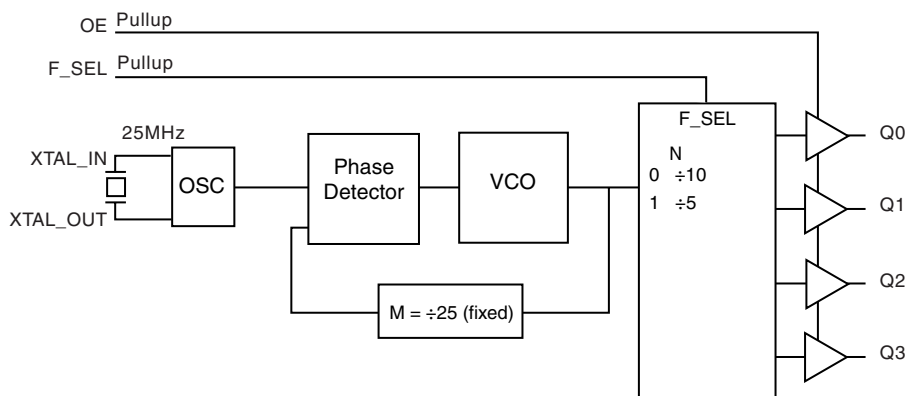 OE Pullup
F_SEL Pullup
25MHz
XTAL_IN
XTAL_OUT
OSC
Phase
Detector
VCO
M = ÷25 (fixed)
F_SEL
N
0 ÷10
1 ÷5
Q0
Q1
Q2
Q3